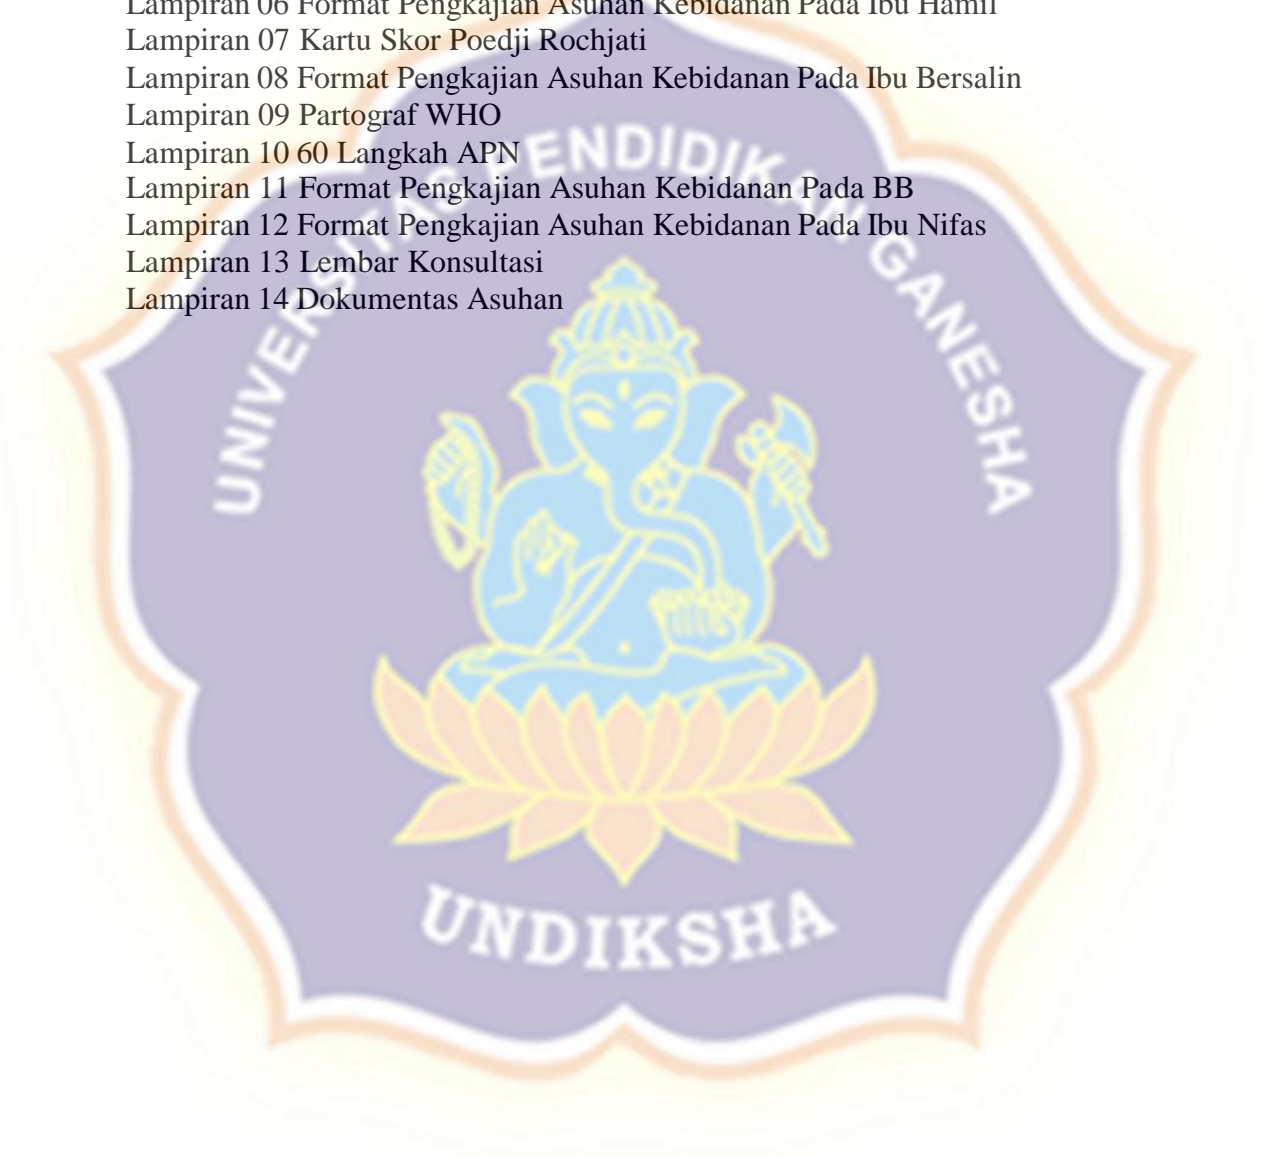 Lampiran 06 Format Pengkajian Asuhan Kebidanan Pada Ibu Hamil
Lampiran 07 Kartu Skor Poedji Rochjati
Lampiran 08 Format Pengkajian Asuhan Kebidanan Pada Ibu Bersalin
Lampiran 09 Partograf WHO
Lampiran 10 60 Langkah APN
Lampiran 11 Format Pengkajian Asuhan Kebidanan Pada BB
Lampiran 12 Format Pengkajian Asuhan Kebidanan Pada Ibu Nifas
Lampiran 13 Lembar Konsultasi
Lampiran 14 Dokumentas Asuhan
UNIVERSITAS PENDIDIKAN GANESHA
UNDIKSHA